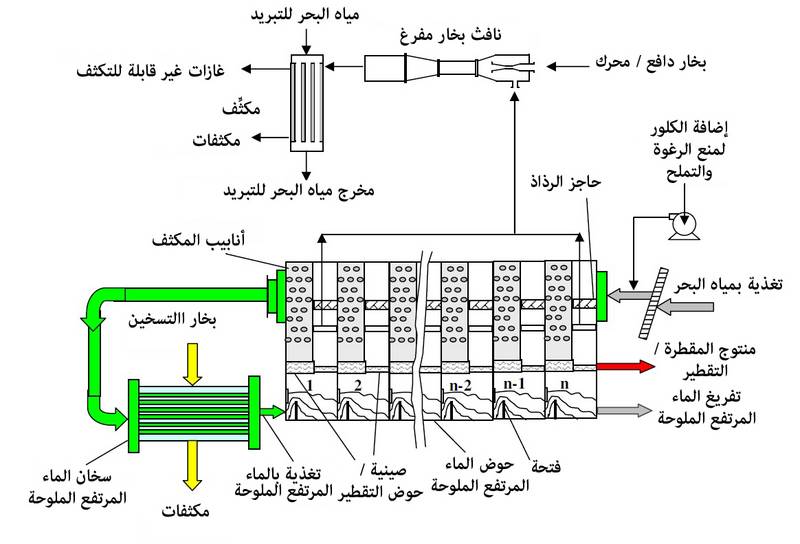 مياه البحر للتبريد
نافث بخار مفرغ
بخار دافع / محرك
غازات غير قابلة للتكثف
مكثِّف
مكثفات
مخرج مياه البحر للتبريد
إضافة الكلور
لمنع الرغوة
والتملح
حاجز الرذاذ
أنابيب المكثف
تغذية بمياه البحر
بخار االتسخين
منتوج المقطرة /
التقطير
تفريغ الماء
المرتفع الملوحة
1
2
n-2
n-1
n
سخان الماء
المرتفع الملوحة
مكثفات
تغذية بالماء
المرتفع الملوحة
صينية /
حوض التقطير
حوض الماء
المرتفع الملوحة
فتحة